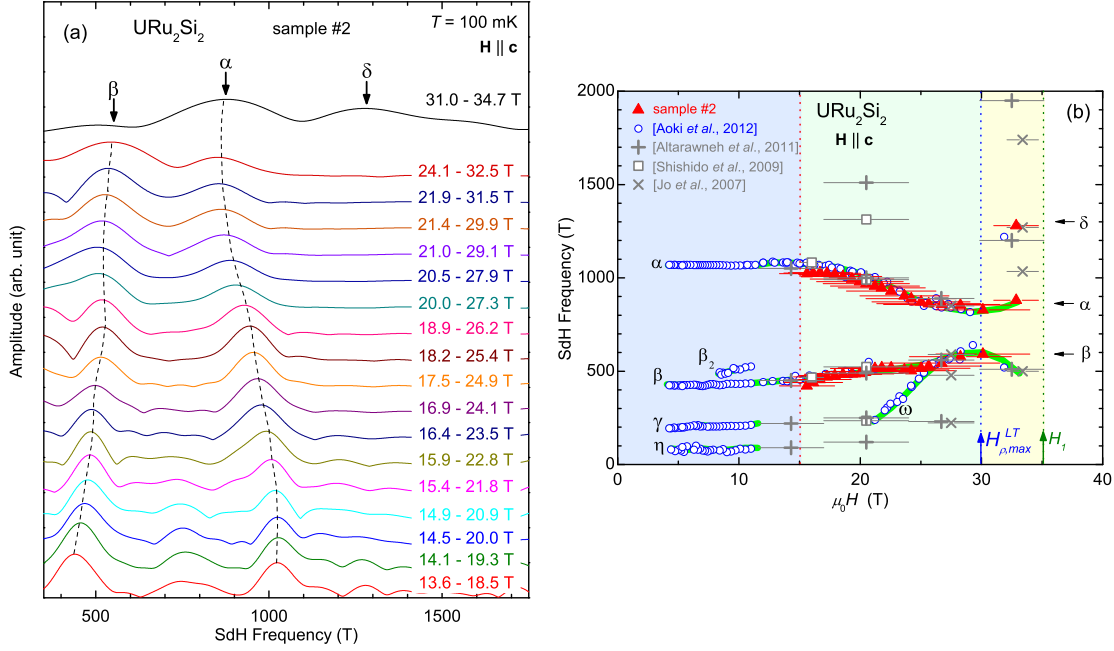 (a)
URu2Si2
sample #2
T = 100 mK
H || c
β
α
δ
31.0 - 34.7 T
24.1 - 32.5 T
21.9 - 31.5 T
21.4 - 29.9 T
21.0 - 29.1 T
20.5 - 27.9 T
20.0 - 27.3 T
18.9 - 26.2 T
18.2 - 25.4 T
17.5 - 24.9 T
16.9 - 24.1 T
16.4 - 23.5 T
15.9 - 22.8 T
15.4 - 21.8 T
14.9 - 20.9 T
14.5 - 20.0 T
14.1 - 19.3 T
13.6 - 18.5 T
Amplitude (arb. unit)
500
1000
1500
SdH Frequency (T)
(b)
sample #2
[Aoki et al., 2012]
[Altarawneh et al., 2011]
[Shishido et al., 2009]
[Jo et al., 2007]
URu2Si2
H || c
2000
1500
1000
500
0
SdH Frequency (T)
α
β2
β
γ
η
ω
δ
α
β
H^LT_ρ,max
H1
0
10
20
30
40
μ0H (T)